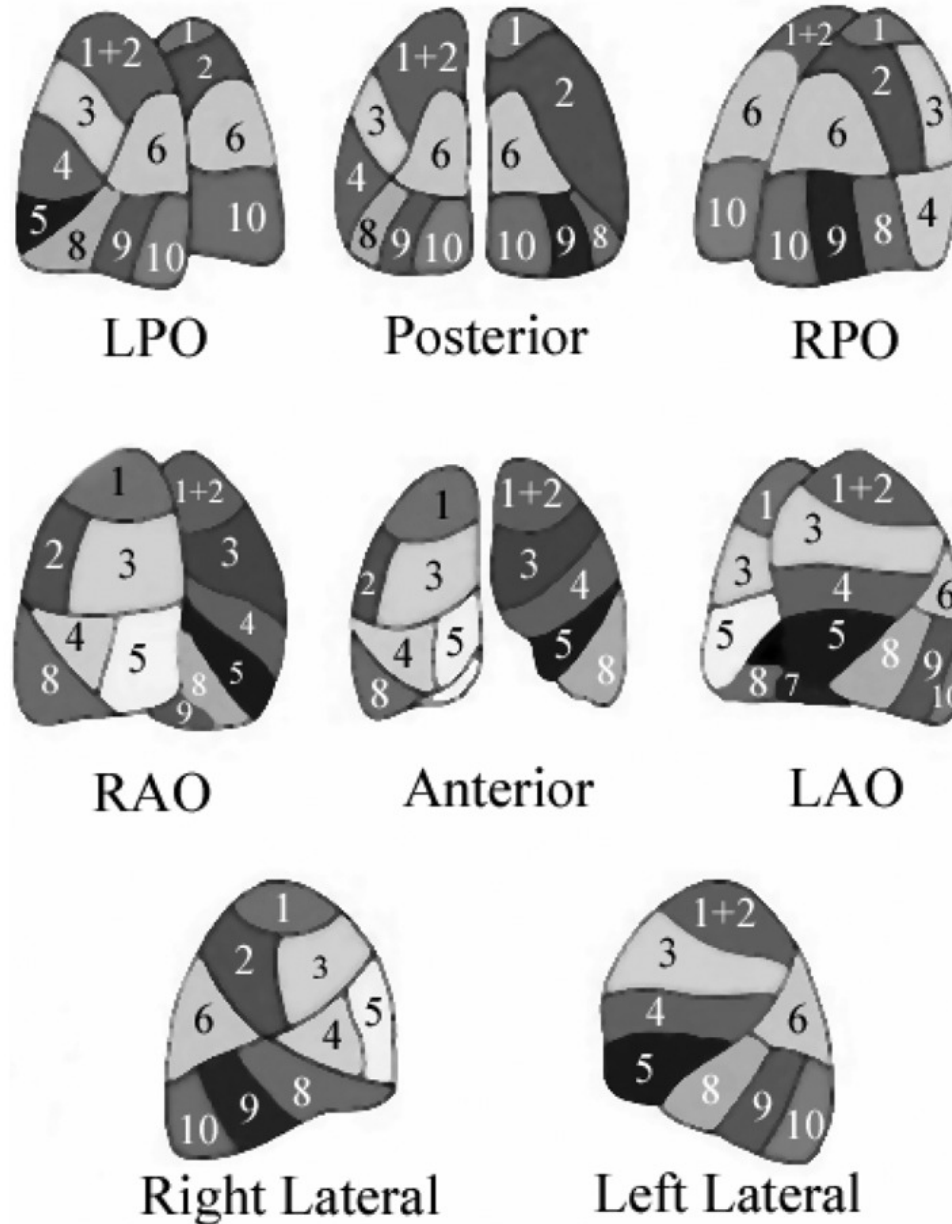 1+2 1 2 3 6 6 4 5 8 9 10 10
1+2 1 2 3 6 6 4 8 9 10 10 9 8
1+2 1 2 3 6 6 4 10 10 9 8
LPO Posterior RPO
1 1+2 2 3 3 4 5 4 5 8 8 9
1 1+2 2 3 3 4 4 5 5 8 8
1 1+2 3 3 4 6 5 5 8 9 8 7 10
RAO Anterior LAO
1 2 3 5 6 4 10 9 8
1+2 3 4 6 5 8 9 10
Right Lateral Left Lateral